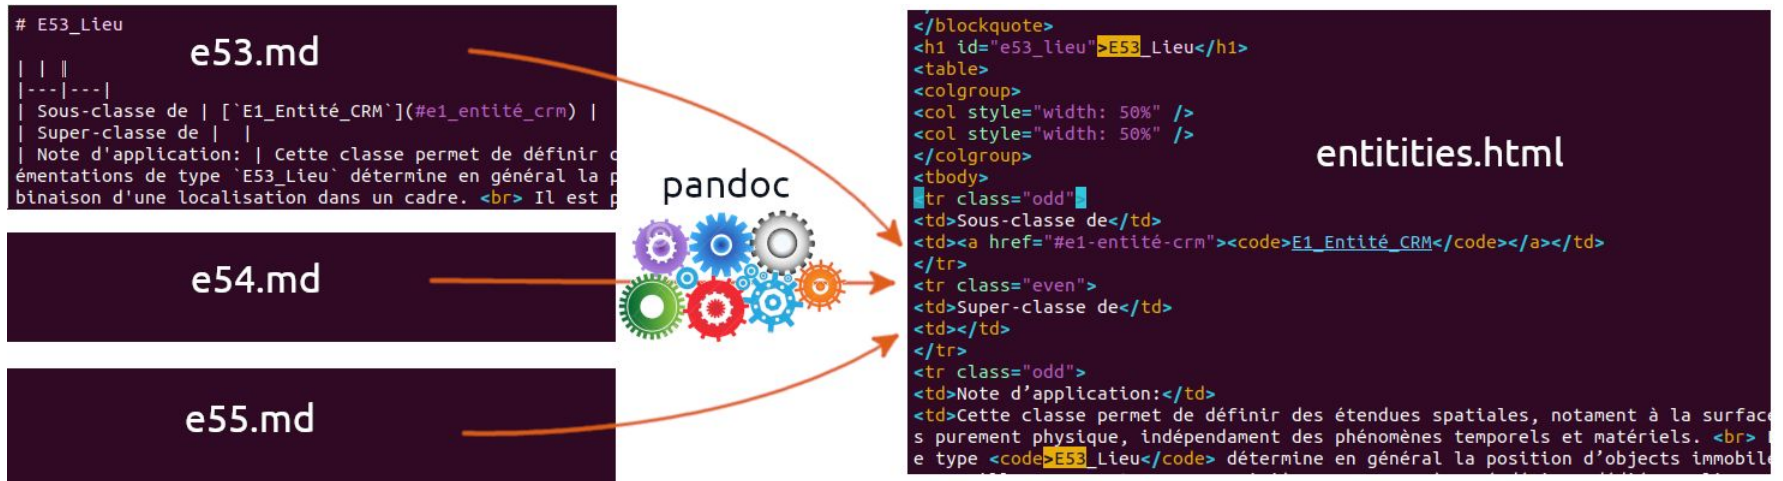 # E53_Lieu
e53.md
| | |
|---|---|
| Sous-classe de | [`E1_Entité_CRM`](#e1_entité_crm) |
| Super-classe de |  |
| Note d'application: | Cette classe permet de définir
émentations de type `E53_Lieu` détermine en général la
binaison d'une localisation dans un cadre. <br> Il est
e54.md
e55.md
pandoc
</blockquote>
<h1 id="e53_lieu">E53_Lieu</h1>
<table>
<colgroup>
<col style="width: 50%" />
<col style="width: 50%" />
</colgroup>
entitities.html
<tbody>
<tr class="odd">
<td>Sous-classe de</td>
<td><a href="#e1-entité-crm"><code>E1_Entité_CRM</code></a></td>
</tr>
<tr class="even">
<td>Super-classe de</td>
<td></td>
</tr>
<tr class="odd">
<td>Note d’application:</td>
<td>Cette classe permet de définir des étendues spatiales, notament à la surface
s purement physique, indépendament des phénomènes temporels et matériels. <br>
e type <code>E53_Lieu</code> détermine en général la position d’objects immobile